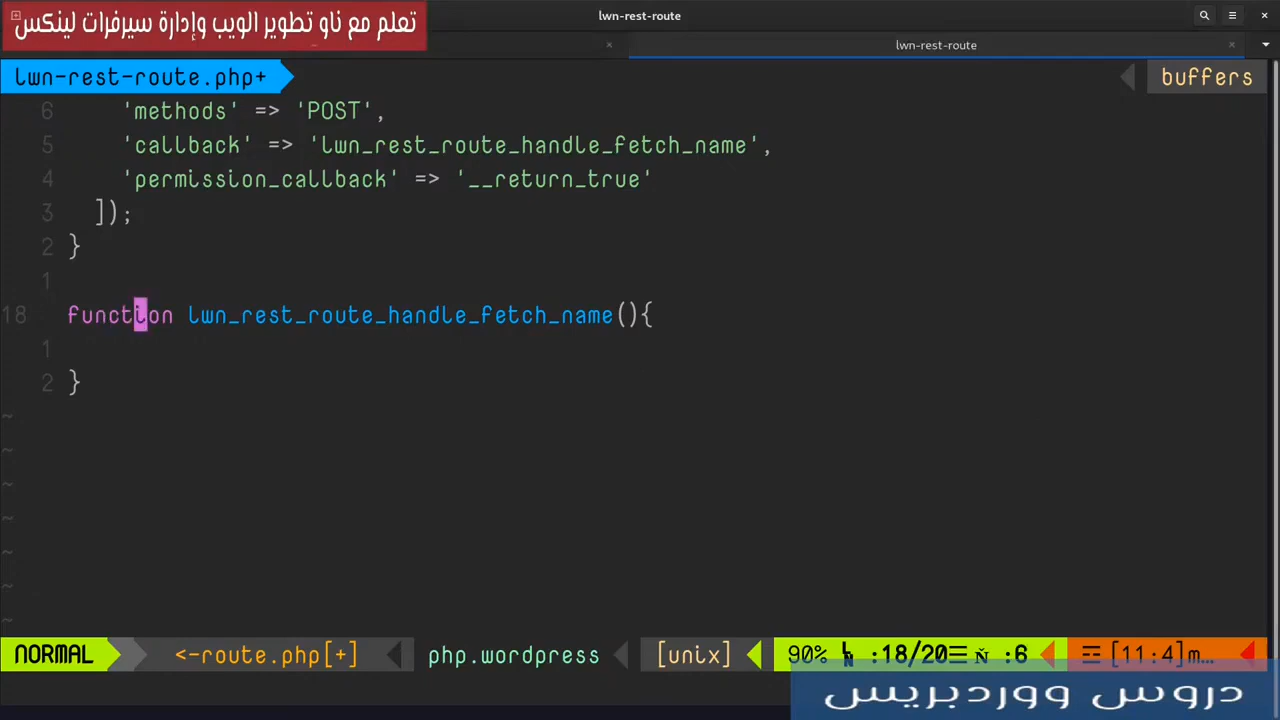 تعلم مع ناو تطوير الويب وإدارة سيرفرات لينكس
lwn-rest-route
lwn-rest-route
lwn-rest-route.php+
buffers
6 'methods' => 'POST',
5 'callback' => 'lwn_rest_route_handle_fetch_name',
4 'permission_callback' => '__return_true'
3 ]);
2 }
1
18 function lwn_rest_route_handle_fetch_name(){
1
2 }
~
~
~
~
~
~
~
NORMAL <-route.php[+] php.wordpress [unix] 90% :18/20☰ :6 ☲ [11:4]m…
دروس ووردبريس